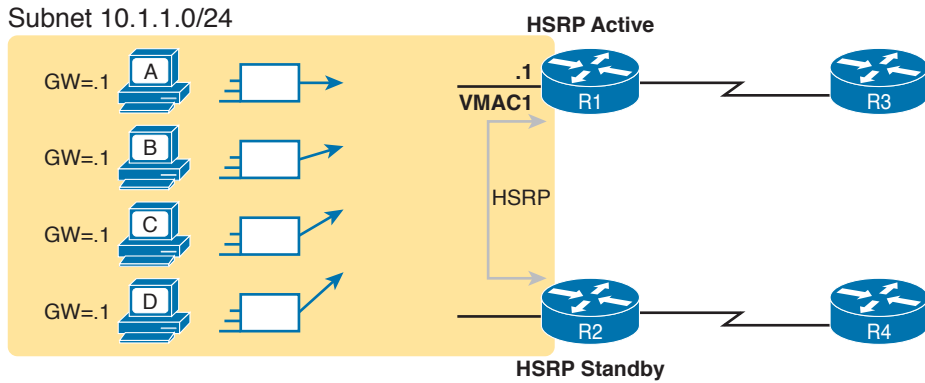 Subnet 10.1.1.0/24
HSRP Active
GW=.1
A
.1
VMAC1
R1
R3
GW=.1
B
HSRP
GW=.1
C
GW=.1
D
R2
R4
HSRP Standby